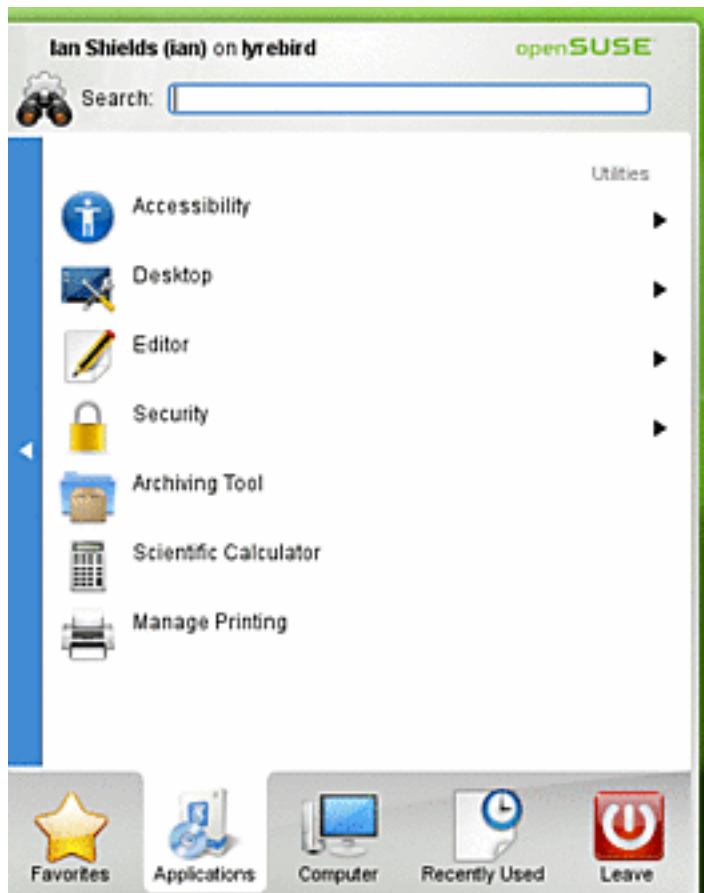 Ian Shields (ian) on lyrebird openSUSE
Search:
Utilities
Accessibility
Desktop
Editor
Security
Archiving Tool
Scientific Calculator
Manage Printing
Favorites Applications Computer Recently Used Leave